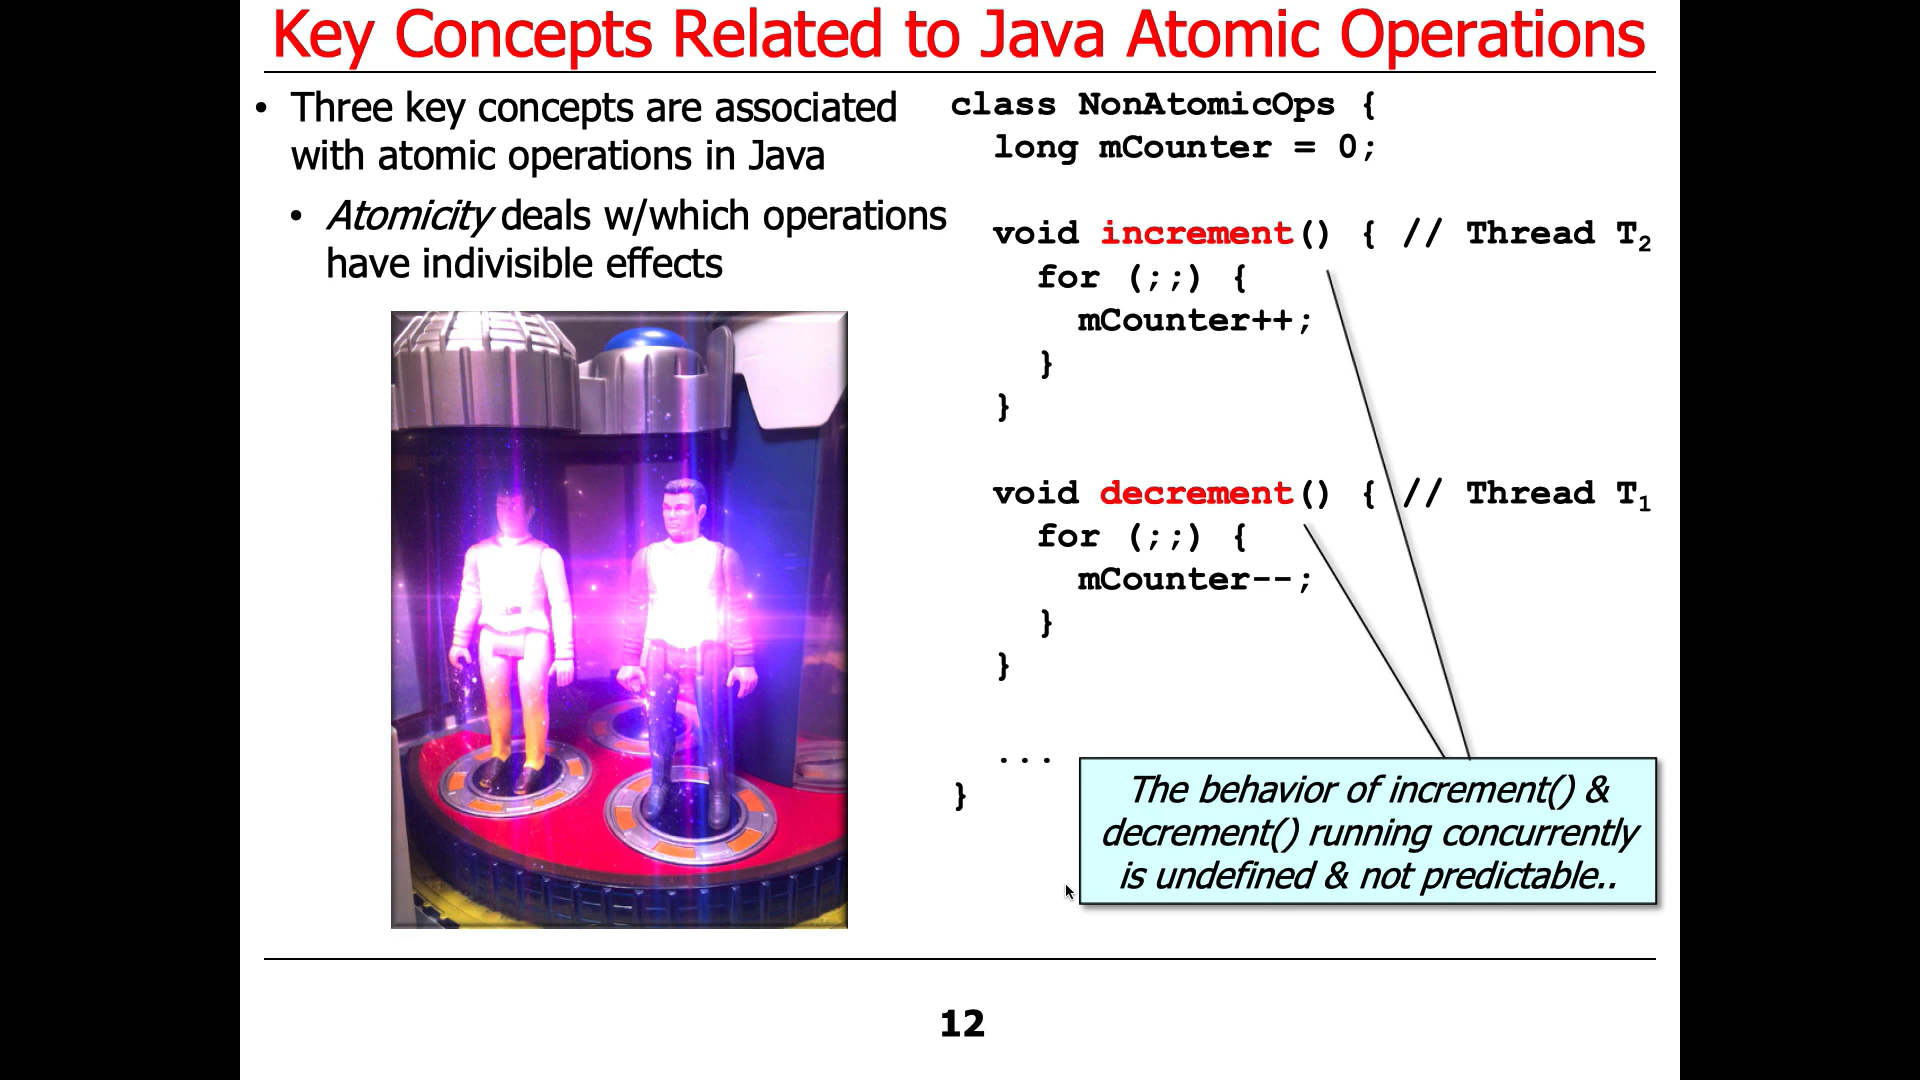 Key Concepts Related to Java Atomic Operations
• Three key concepts are associated
with atomic operations in Java
• Atomicity deals w/which operations
have indivisible effects
class NonAtomicOps {
long mCounter = 0;
void increment() { // Thread T2
for (;;) {
mCounter++;
}
}
void decrement() { // Thread T1
for (;;) {
mCounter--;
}
}
...
}
The behavior of increment() &
decrement() running concurrently
is undefined & not predictable..
12